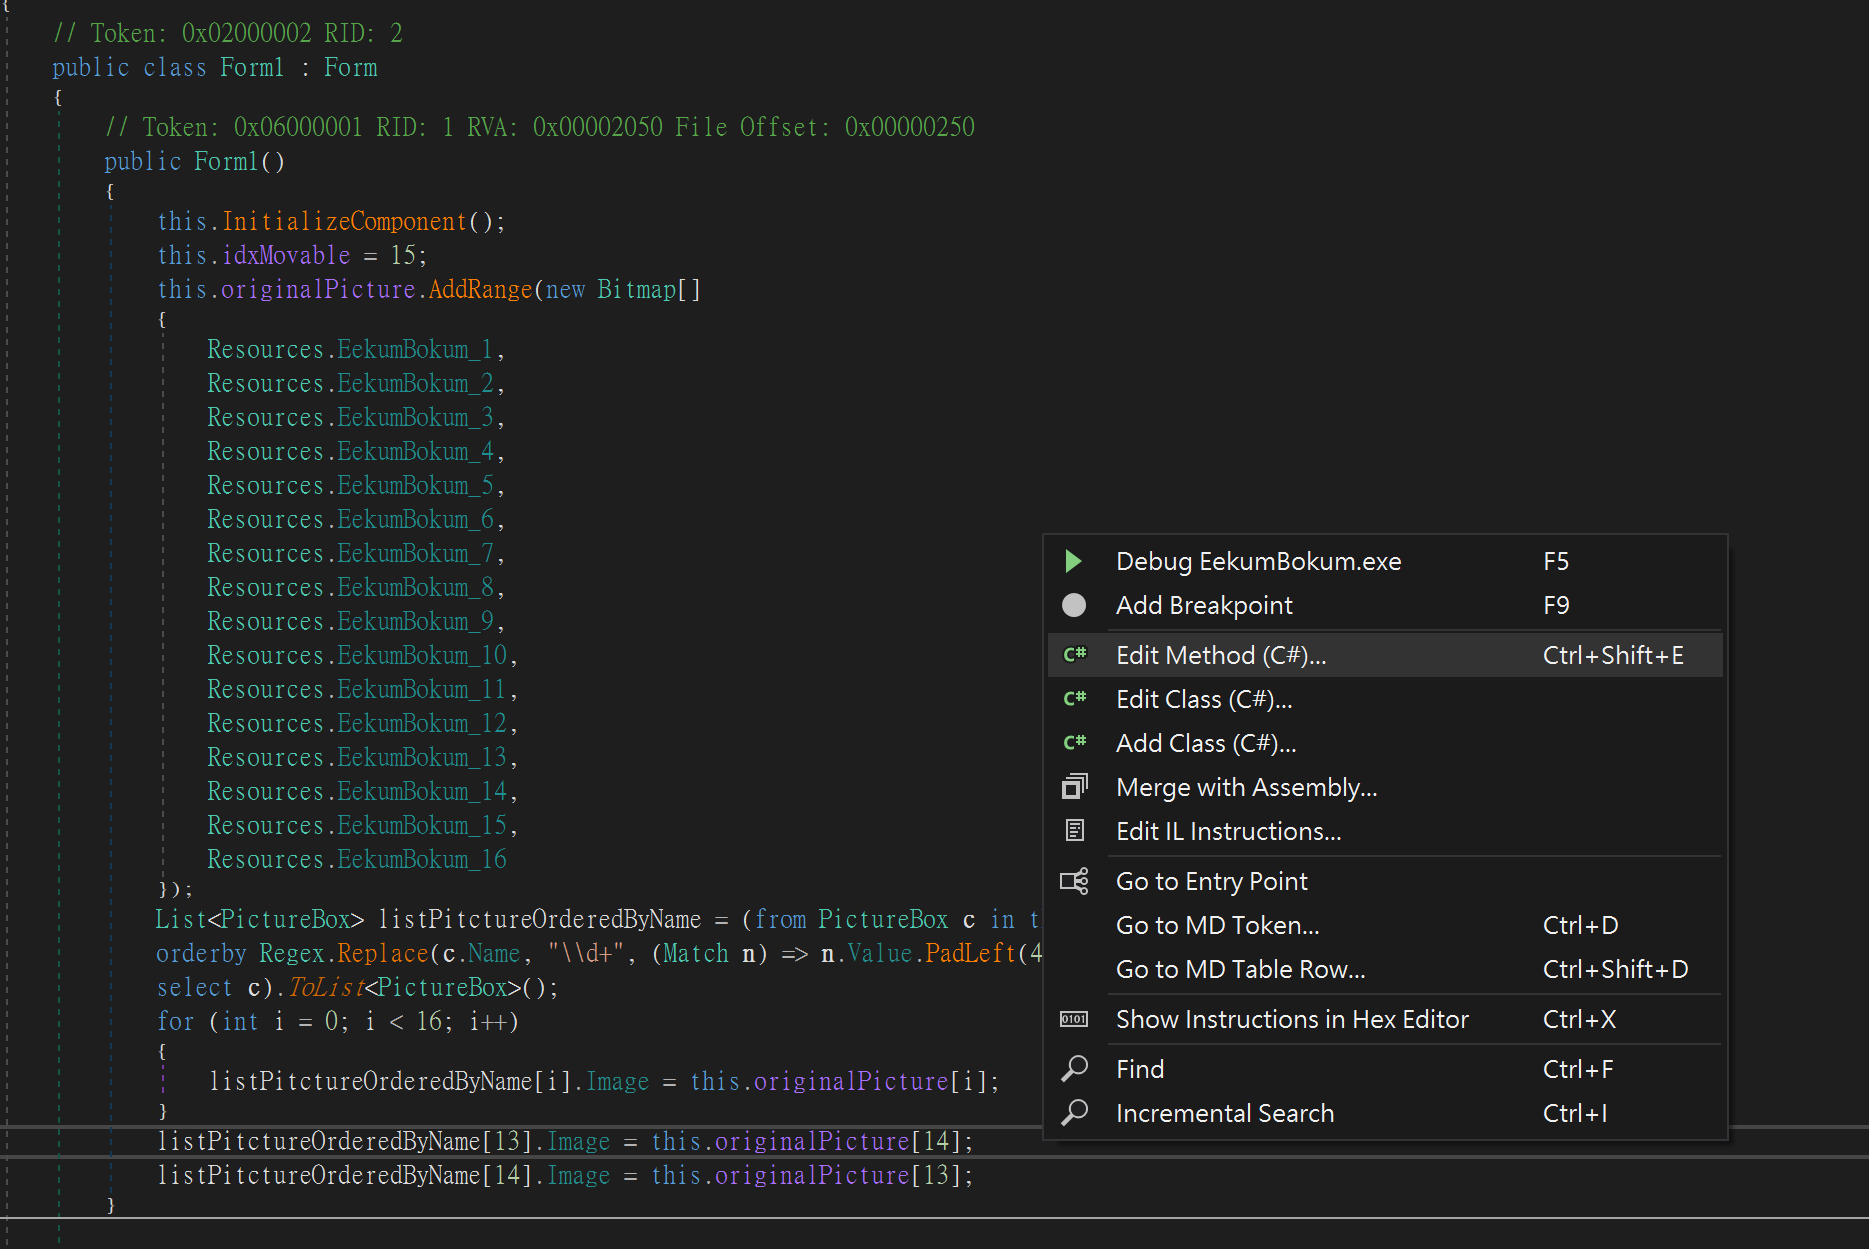 {
// Token: 0x02000002 RID: 2
public class Form1 : Form
{
// Token: 0x06000001 RID: 1 RVA: 0x00002050 File Offset: 0x00000250
public Form1()
{
this.InitializeComponent();
this.idxMovable = 15;
this.originalPicture.AddRange(new Bitmap[]
{
Resources.EekumBokum_1,
Resources.EekumBokum_2,
Resources.EekumBokum_3,
Resources.EekumBokum_4,
Resources.EekumBokum_5,
Resources.EekumBokum_6,
Resources.EekumBokum_7,
Resources.EekumBokum_8,
Resources.EekumBokum_9,
Resources.EekumBokum_10,
Resources.EekumBokum_11,
Resources.EekumBokum_12,
Resources.EekumBokum_13,
Resources.EekumBokum_14,
Resources.EekumBokum_15,
Resources.EekumBokum_16
});
List<PictureBox> listPitctureOrderedByName = (from PictureBox c in t
orderby Regex.Replace(c.Name, "\\d+", (Match n) => n.Value.PadLeft(4
select c).ToList<PictureBox>();
for (int i = 0; i < 16; i++)
{
listPitctureOrderedByName[i].Image = this.originalPicture[i];
}
listPitctureOrderedByName[13].Image = this.originalPicture[14];
listPitctureOrderedByName[14].Image = this.originalPicture[13];
}
Debug EekumBokum.exe F5
Add Breakpoint F9
C# Edit Method (C#)... Ctrl+Shift+E
C# Edit Class (C#)...
C# Add Class (C#)...
Merge with Assembly...
Edit IL Instructions...
Go to Entry Point
Go to MD Token... Ctrl+D
Go to MD Table Row... Ctrl+Shift+D
0101 Show Instructions in Hex Editor Ctrl+X
Find Ctrl+F
Incremental Search Ctrl+I